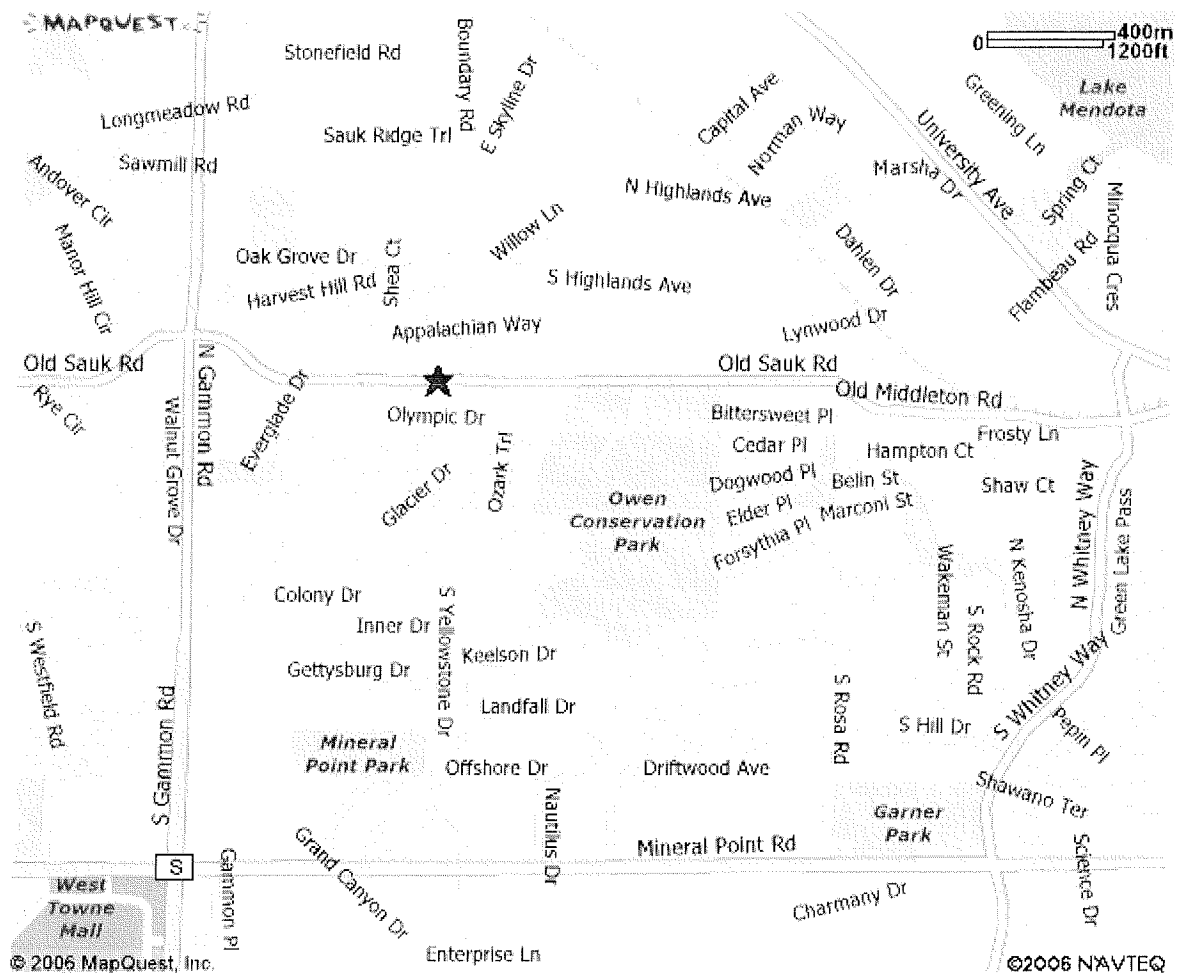 MAPQUEST
400m
0
1200ft
Stonefield Rd
Boundary Rd
E Skyline Dr
Capital Ave
Norman Way
University Ave
Greening Ln
Lake
Mendota
Longmeadow Rd
Sauk Ridge Trl
Sawmill Rd
Andover Cir
Manor Hill Cir
N Highlands Ave
Marsha Dr
Spring Ct
Minocqua Cres
Flambeau Rd
Willow Ln
Oak Grove Dr
Shea Ct
Harvest Hill Rd
S Highlands Ave
Dahlen Dr
Lynwood Dr
Appalachian Way
Old Sauk Rd
Old Sauk Rd
Old Middleton Rd
N Gammon Rd
Rye Cir
Walnut Grove Dr
Everglade Dr
Olympic Dr
Ozark Trl
Glacier Dr
Bittersweet Pl
Cedar Pl
Dogwood Pl
Elder Pl
Forsythia Pl
Hampton Ct
Belin St
Marconi St
Frosty Ln
Shaw Ct
Owen
Conservation
Park
N Whitney Way
Green Lake Pass
Wakeman St
S Rock Rd
N Kenosha Dr
Colony Dr
Inner Dr
S Yellowstone Dr
Keelson Dr
Gettysburg Dr
Landfall Dr
S Westfield Rd
S Gammon Rd
S Rosa Rd
S Hill Dr
S Whitney Way
Pepin Pl
Mineral
Point Park
Offshore Dr
Driftwood Ave
Nautilus Dr
Shawano Ter
Garner
Park
Mineral Point Rd
Science Dr
S
Gammon Pl
Grand Canyon Dr
West
Towne
Mall
Charmany Dr
Enterprise Ln
© 2006 MapQuest, Inc.
©2006 NAVTEQ